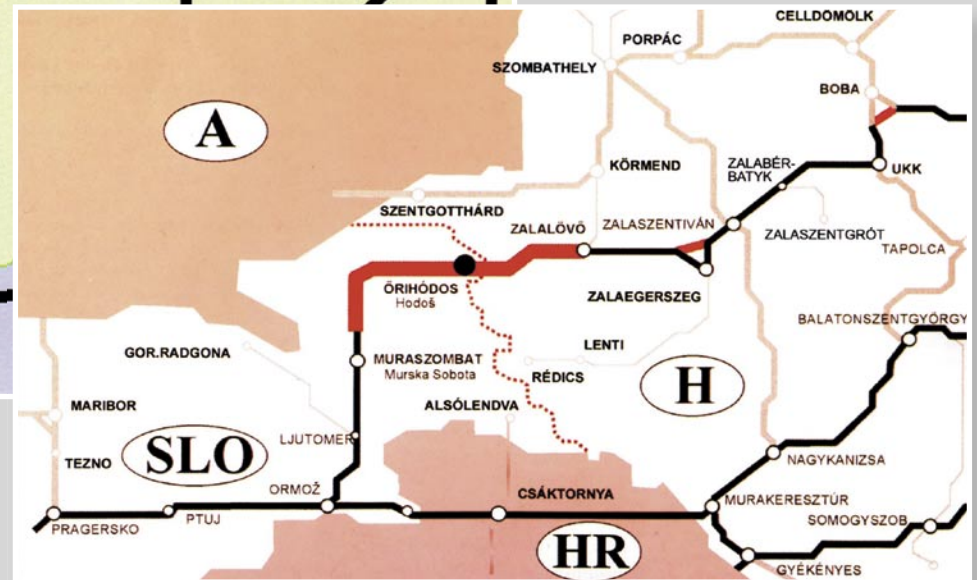 CELLDÖMÖLK
PORPÁC
SZOMBATHELY
BOBA
A
KÖRMEND
ZALABÉR-
BATYK
UKK
SZENTGOTTHÁRD
ZALALÖVŐ
ZALASZENTIVÁN
ZALASZENTGRÓT
TAPOLCA
ŐRIHÓDOS
Hodoš
ZALAEGERSZEG
BALATONSZENTGYÖRGY
GOR.RADGONA
MURASZOMBAT
Murska Sobota
LENTI
RÉDICS
H
MARIBOR
ALSÓLENDVA
LJUTOMER
SLO
TEZNO
NAGYKANIZSA
ORMOŽ
CSÁKTORNYA
MURAKERESZTÚR
PTUJ
SOMOGYSZOB
PRAGERSKO
HR
GYÉKÉNYES